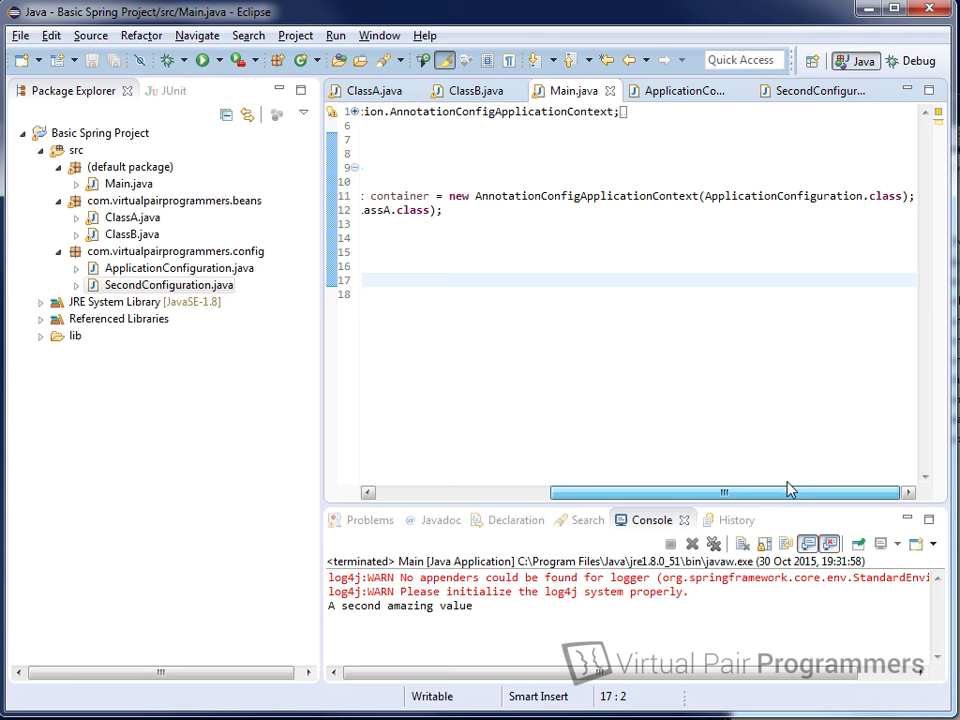 Java - Basic Spring Project/src/Main.java - Eclipse
File Edit Source Refactor Navigate Search Project Run Window Help
Quick Access Java Debug
Package Explorer JUnit
Basic Spring Project
src
(default package)
Main.java
com.virtualpairprogrammers.beans
ClassA.java
ClassB.java
com.virtualpairprogrammers.config
ApplicationConfiguration.java
SecondConfiguration.java
JRE System Library [JavaSE-1.8]
Referenced Libraries
lib
ClassA.java ClassB.java Main.java ApplicationCo... SecondConfigur...
1 ion.AnnotationConfigApplicationContext;
6
7
8
9
10
11 t container = new AnnotationConfigApplicationContext(ApplicationConfiguration.class);
12 lassA.class);
13
14
15
16
17
18
Problems Javadoc Declaration Search Console History
<terminated> Main [Java Application] C:\Program Files\Java\jre1.8.0_51\bin\javaw.exe (30 Oct 2015, 19:31:58)
log4j:WARN No appenders could be found for logger (org.springframework.core.env.StandardEnvi
log4j:WARN Please initialize the log4j system properly.
A second amazing value
Virtual Pair Programmers
Writable Smart Insert 17 : 2